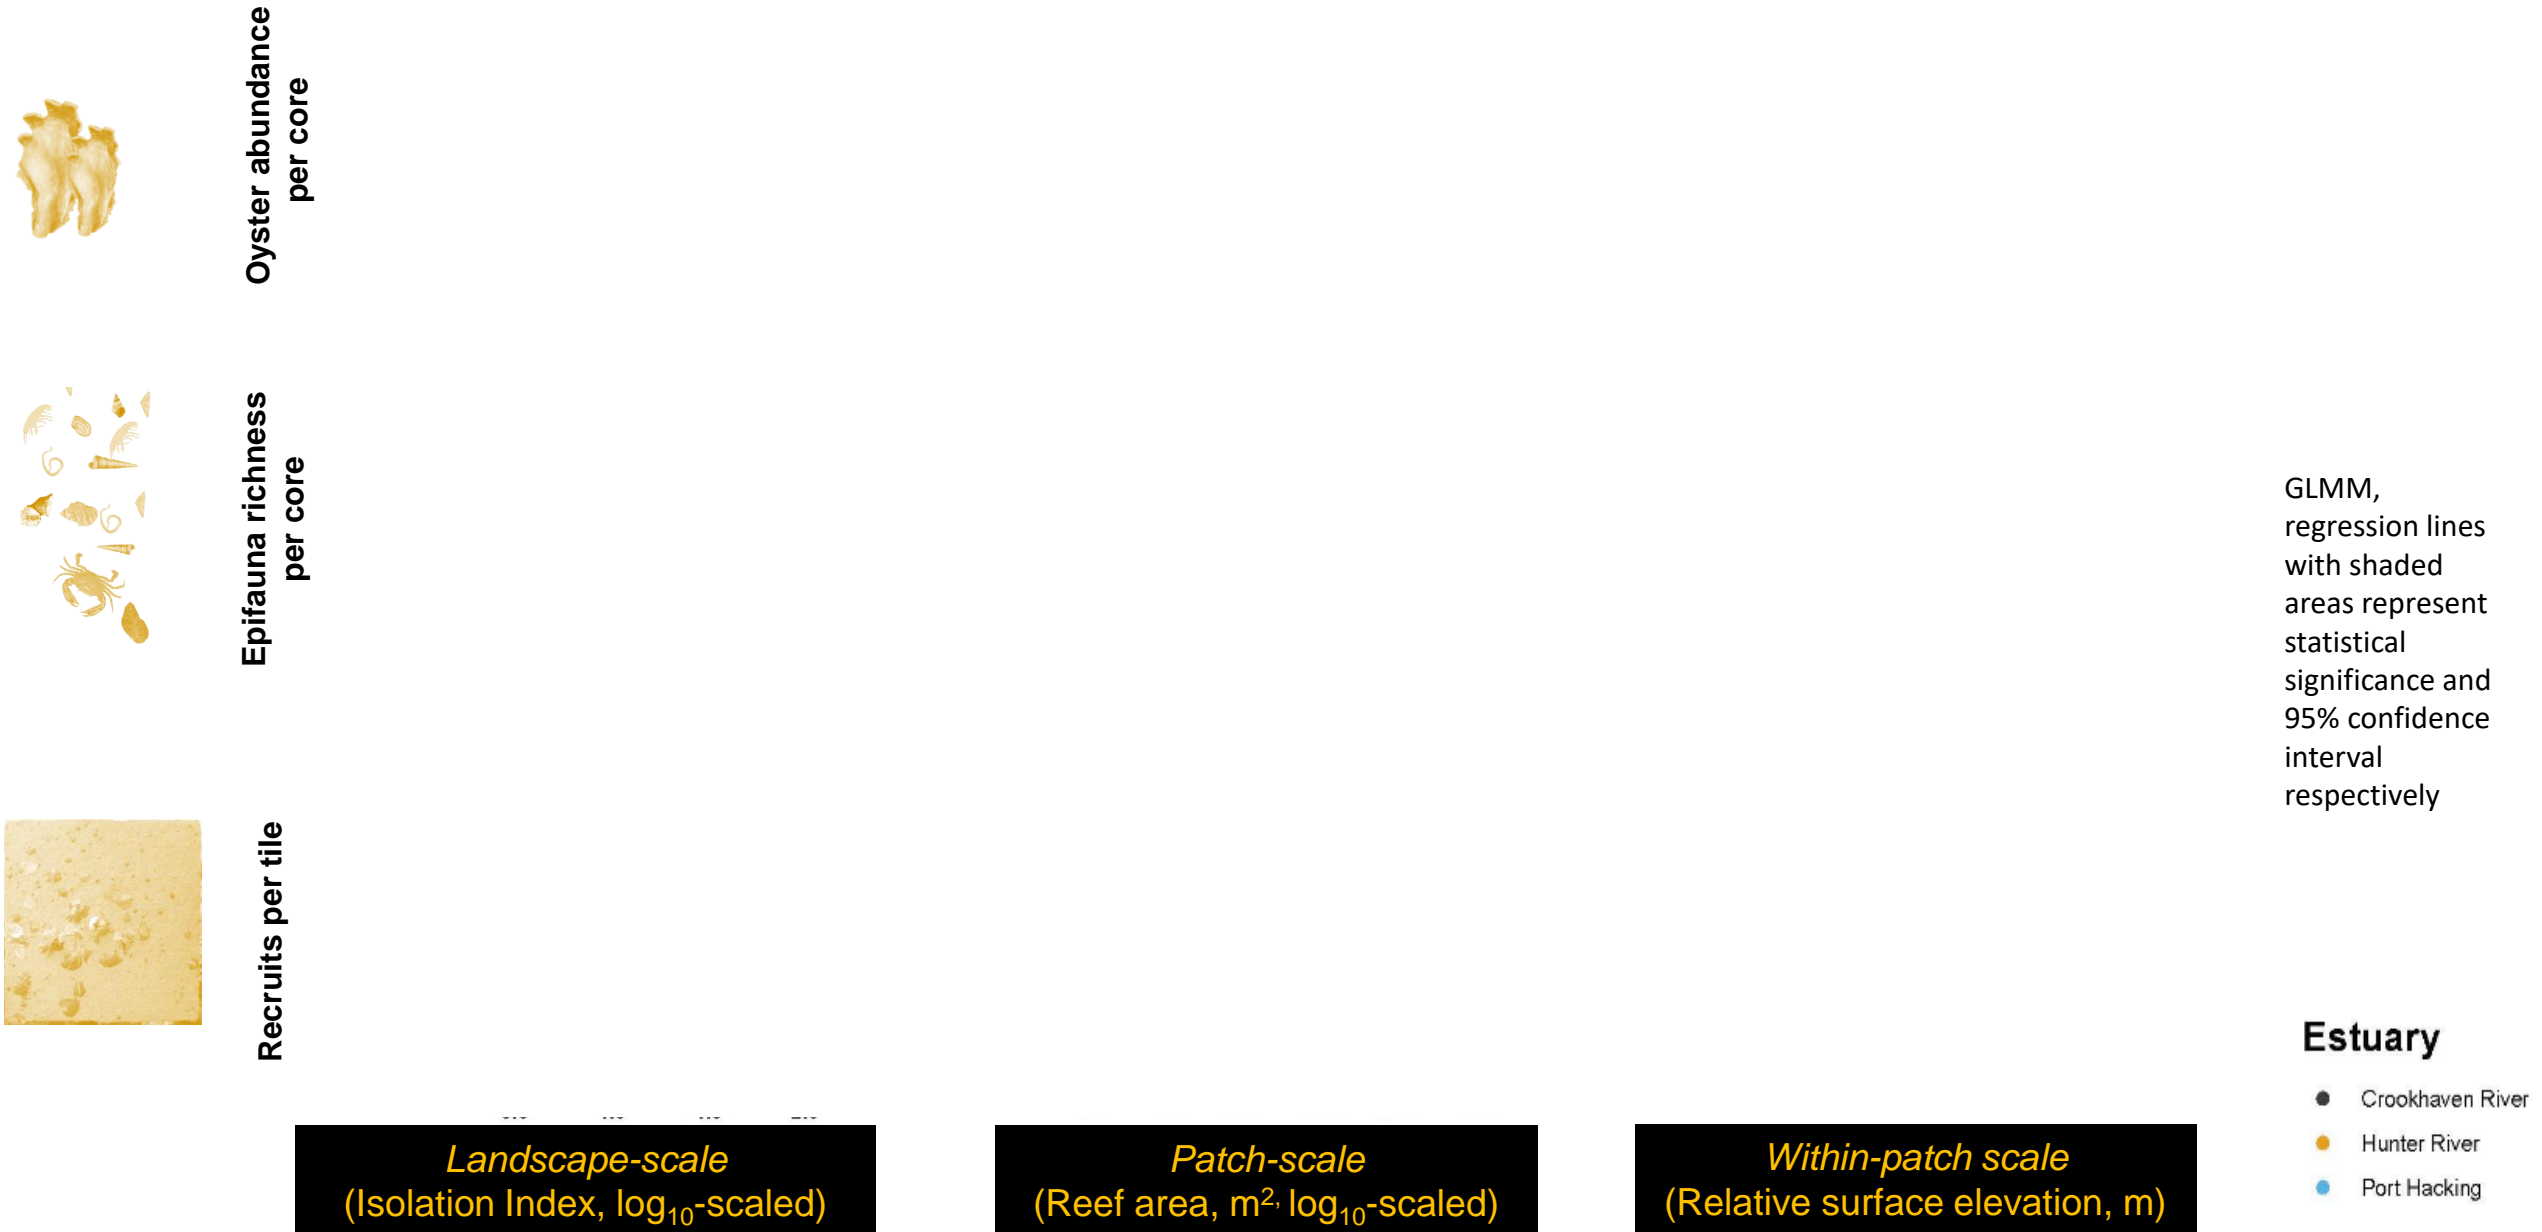 Oyster abundance
per core
Epifauna richness
per core
Recruits per tile
GLMM,
regression lines
with shaded
areas represent
statistical
significance and
95% confidence
interval
respectively
Estuary
Crookhaven River
Hunter River
Port Hacking
Landscape-scale
(Isolation Index, log₁₀-scaled)
Patch-scale
(Reef area, m², log₁₀-scaled)
Within-patch scale
(Relative surface elevation, m)